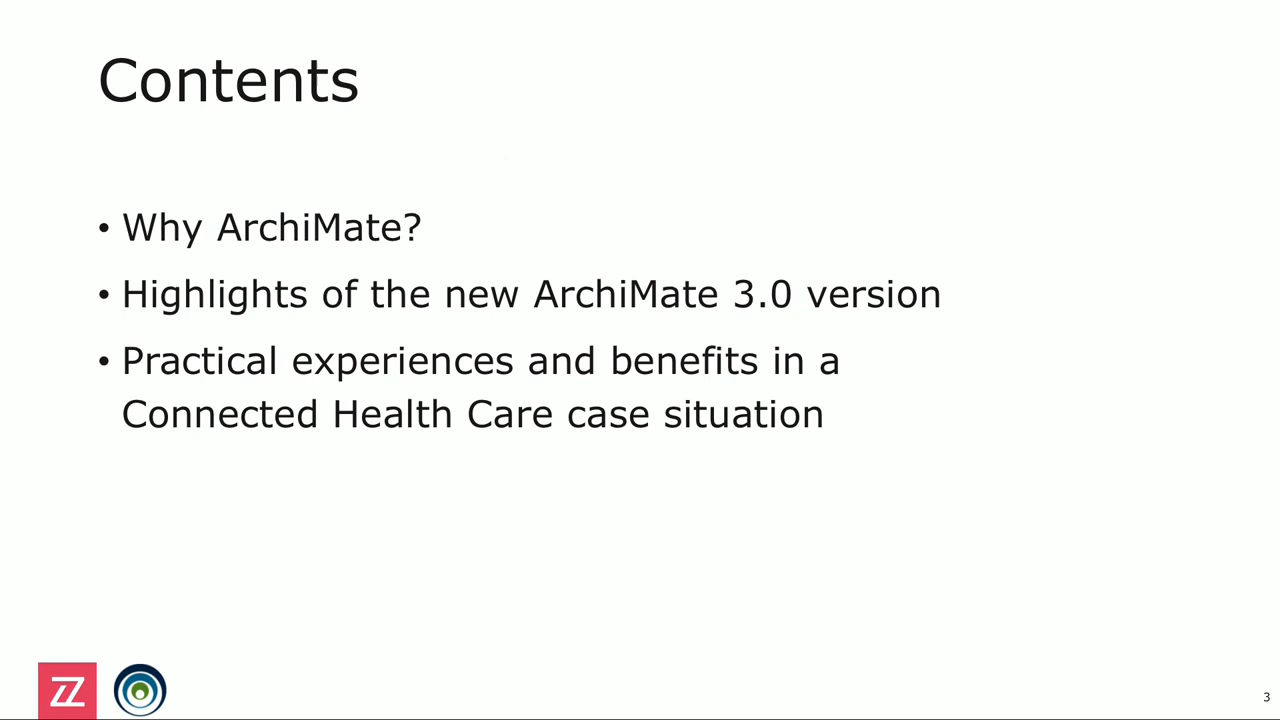 Contents
• Why ArchiMate?
• Highlights of the new ArchiMate 3.0 version
• Practical experiences and benefits in a
Connected Health Care case situation
3